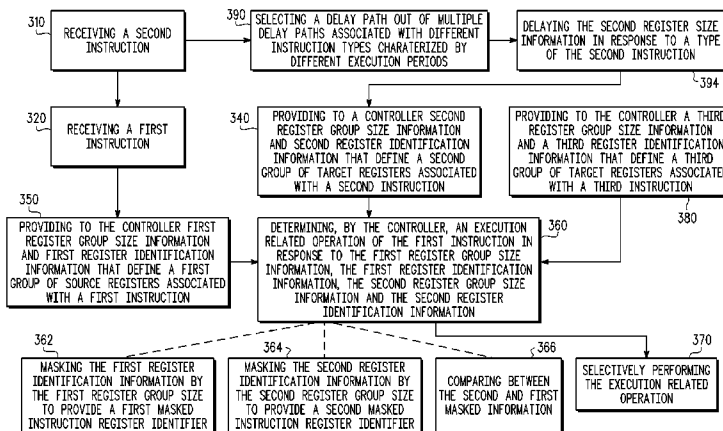 310
RECEIVING A SECOND
INSTRUCTION
390
SELECTING A DELAY PATH OUT OF MULTIPLE
DELAY PATHS ASSOCIATED WITH DIFFERENT
INSTRUCTION TYPES CHARATERIZED BY
DIFFERENT EXECUTION PERIODS
DELAYING THE SECOND REGISTER SIZE
INFORMATION IN RESPONSE TO A TYPE
OF THE SECOND INSTRUCTION
394
320
RECEIVING A FIRST
INSTRUCTION
340
PROVIDING TO A CONTROLLER SECOND
REGISTER GROUP SIZE INFORMATION
AND SECOND REGISTER IDENTIFICATION
INFORMATION THAT DEFINE A SECOND
GROUP OF TARGET REGISTERS ASSOCIATED
WITH A SECOND INSTRUCTION
PROVIDING TO THE CONTROLLER A THIRD
REGISTER GROUP SIZE INFORMATION
AND A THIRD REGISTER IDENTIFICATION
INFORMATION THAT DEFINE A THIRD
GROUP OF TARGET REGISTERS ASSOCIATED
WITH A THIRD INSTRUCTION
380
350
PROVIDING TO THE CONTROLLER FIRST
REGISTER GROUP SIZE INFORMATION
AND FIRST REGISTER IDENTIFICATION
INFORMATION THAT DEFINE A FIRST
GROUP OF SOURCE REGISTERS ASSOCIATED
WITH A FIRST INSTRUCTION
DETERMINING, BY THE CONTROLLER, AN EXECUTION
RELATED OPERATION OF THE FIRST INSTRUCTION IN
RESPONSE TO THE FIRST REGISTER GROUP SIZE
INFORMATION, THE FIRST REGISTER IDENTIFICATION
INFORMATION, THE SECOND REGISTER GROUP SIZE
INFORMATION AND THE SECOND REGISTER
IDENTIFICATION INFORMATION
360
362
MASKING THE FIRST REGISTER
IDENTIFICATION INFORMATION BY
THE FIRST REGISTER GROUP SIZE
TO PROVIDE A FIRST MASKED
INSTRUCTION REGISTER IDENTIFIER
364
MASKING THE SECOND REGISTER
IDENTIFICATION INFORMATION BY
THE SECOND REGISTER GROUP SIZE
TO PROVIDE A SECOND MASKED
INSTRUCTION REGISTER IDENTIFIER
366
COMPARING BETWEEN
THE SECOND AND FIRST
MASKED INFORMATION
370
SELECTIVELY PERFORMING
THE EXECUTION RELATED
OPERATION